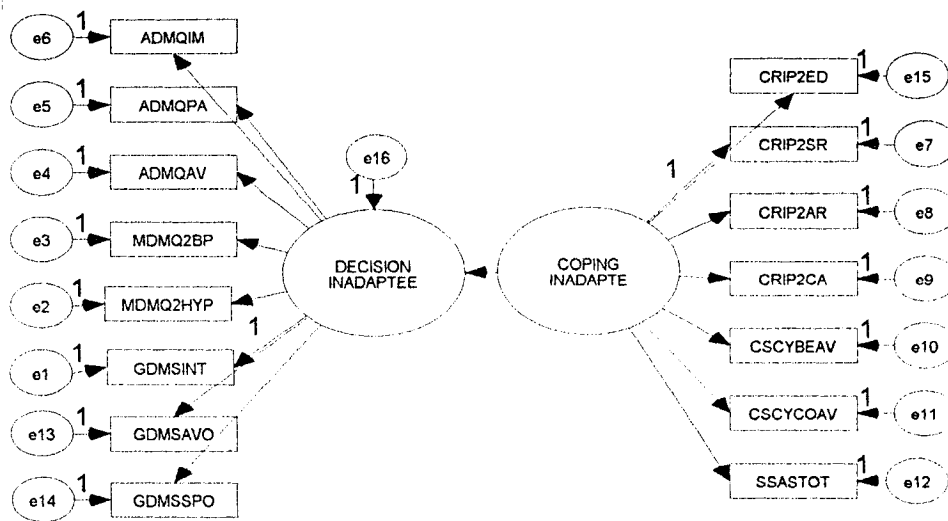 e6 1 ADMQIM
e5 1 ADMQPA
e4 1 ADMQAV
e3 1 MDMQ2BP
e2 1 MDMQ2HYP
e1 1 GDMSINT
e13 1 GDMSAVO
e14 1 GDMSSPO
1
e16
1
DECISION
INADAPTEE
COPING
INADAPTE
1
CRIP2ED 1 e15
CRIP2SR 1 e7
CRIP2AR 1 e8
CRIP2CA 1 e9
CSCYBEAV 1 e10
CSCYCOAV 1 e11
SSASTOT 1 e12